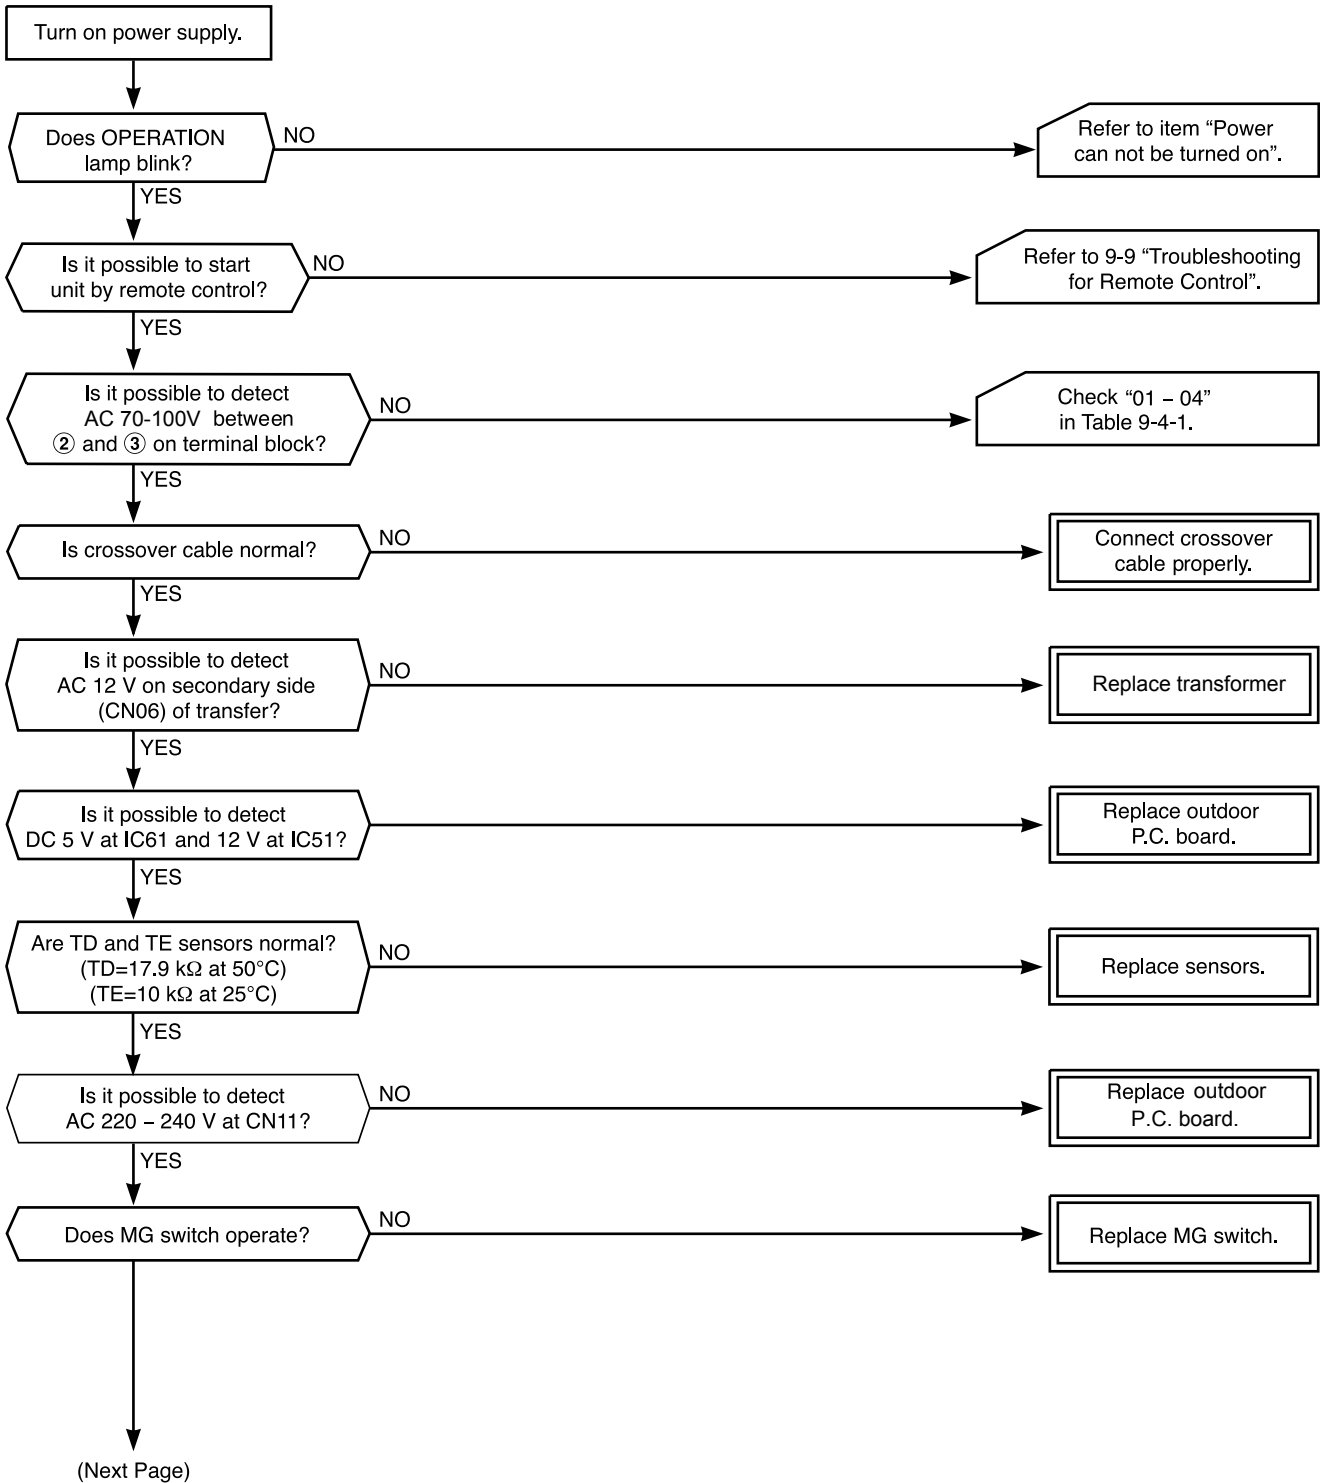 Turn on power supply.
Does OPERATION
lamp blink?
NO
Refer to item “Power
can not be turned on”.
YES
Is it possible to start
unit by remote control?
NO
Refer to 9-9 “Troubleshooting
for Remote Control”.
YES
Is it possible to detect
AC 70-100V between
② and ③ on terminal block?
NO
Check “01 – 04”
in Table 9-4-1.
YES
Is crossover cable normal?
NO
Connect crossover
cable properly.
YES
Is it possible to detect
AC 12 V on secondary side
(CN06) of transfer?
NO
Replace transformer
YES
Is it possible to detect
DC 5 V at IC61 and 12 V at IC51?
Replace outdoor
P.C. board.
YES
Are TD and TE sensors normal?
(TD=17.9 kΩ at 50°C)
(TE=10 kΩ at 25°C)
NO
Replace sensors.
YES
Is it possible to detect
AC 220 – 240 V at CN11?
NO
Replace outdoor
P.C. board.
YES
Does MG switch operate?
NO
Replace MG switch.
(Next Page)